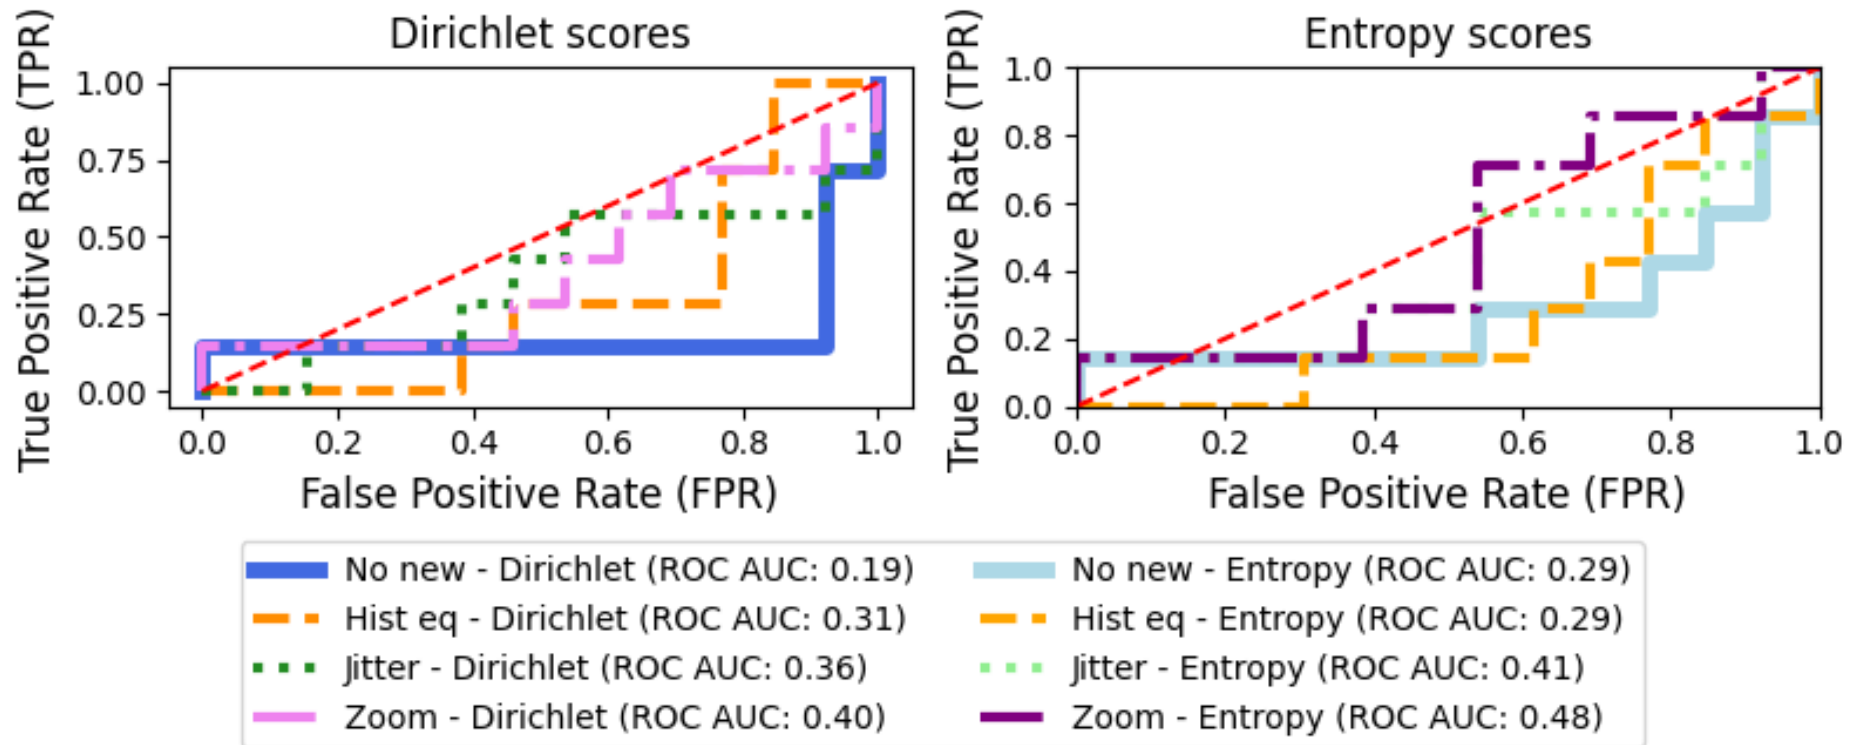 Dirichlet scores
True Positive Rate (TPR)
1.00
0.75
0.50
0.25
0.00
0.0 0.2 0.4 0.6 0.8 1.0
False Positive Rate (FPR)
Entropy scores
True Positive Rate (TPR)
1.0
0.8
0.6
0.4
0.2
0.0
0.0 0.2 0.4 0.6 0.8 1.0
False Positive Rate (FPR)
No new - Dirichlet (ROC AUC: 0.19)
Hist eq - Dirichlet (ROC AUC: 0.31)
Jitter - Dirichlet (ROC AUC: 0.36)
Zoom - Dirichlet (ROC AUC: 0.40)
No new - Entropy (ROC AUC: 0.29)
Hist eq - Entropy (ROC AUC: 0.29)
Jitter - Entropy (ROC AUC: 0.41)
Zoom - Entropy (ROC AUC: 0.48)